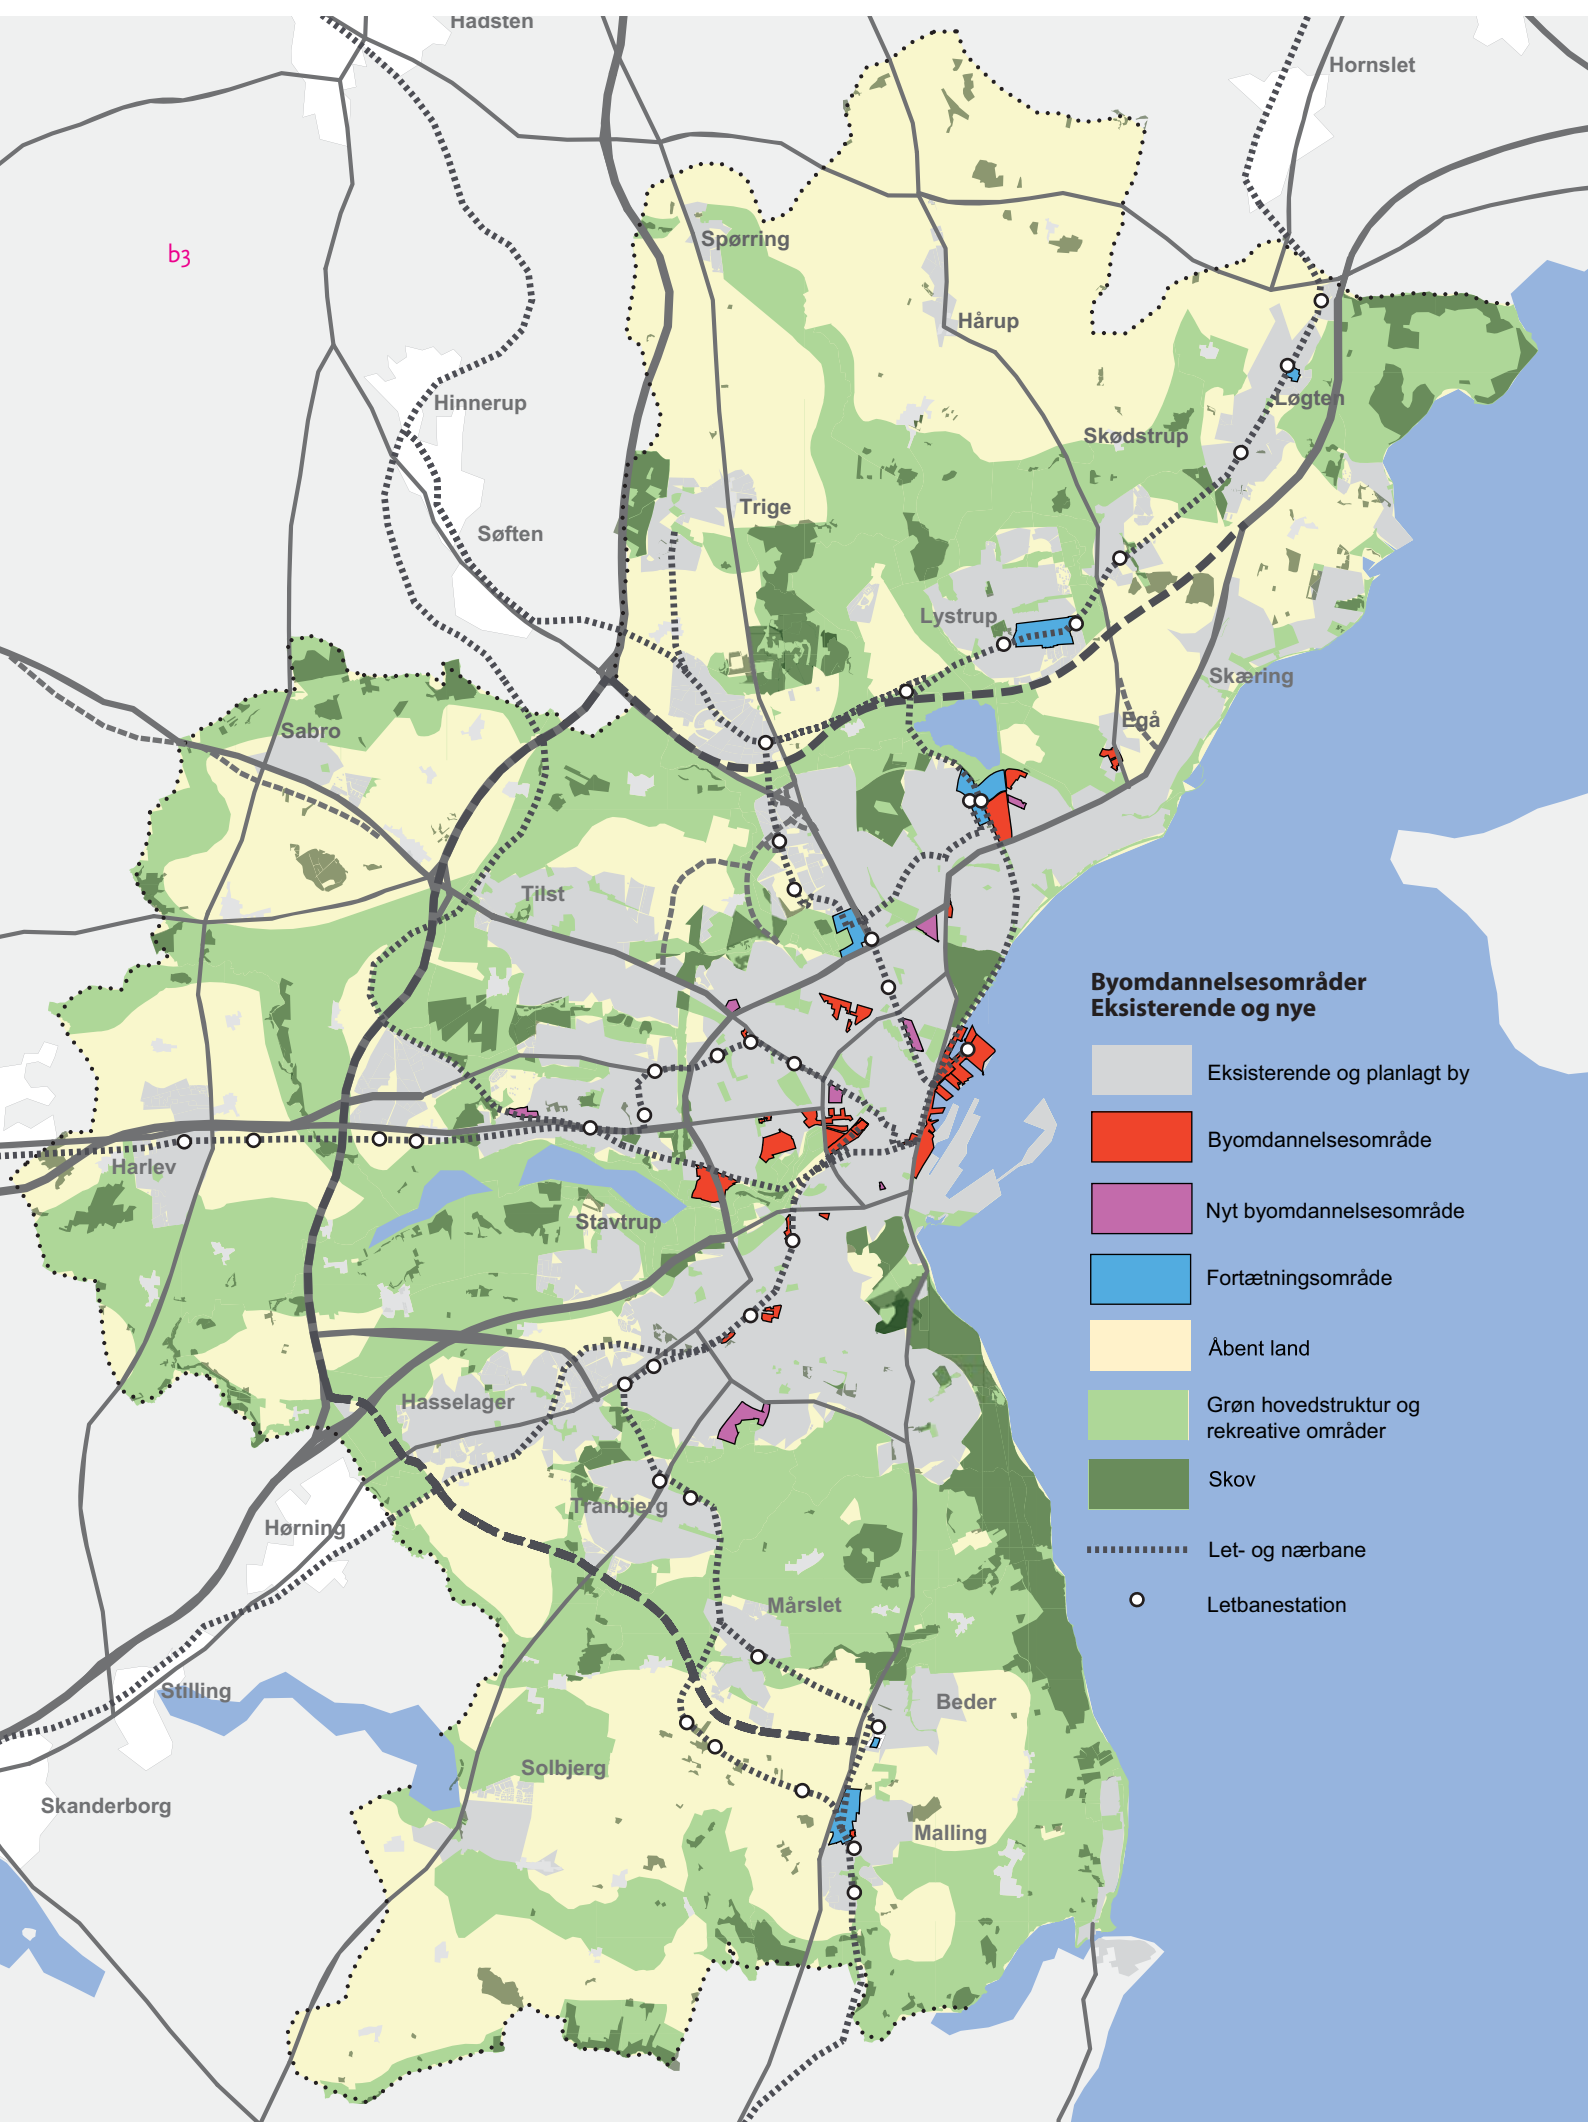 Hadsten
Hornslet
Spørring
b3
Hårup
Hinnerup
Løgten
Skødstrup
Trige
Søften
Lystrup
Skæring
Egå
Sabro
Tilst
Byomdannelsesområder
Eksisterende og nye
Eksisterende og planlagt by
Byomdannelsesområde
Harlev
Nyt byomdannelsesområde
Stavtrup
Fortætningsområde
Åbent land
Hasselager
Grøn hovedstruktur og
rekreative områder
Skov
Tranbjerg
Hørning
Let- og nærbane
Mårslet
Letbanestation
Stilling
Beder
Solbjerg
Skanderborg
Malling